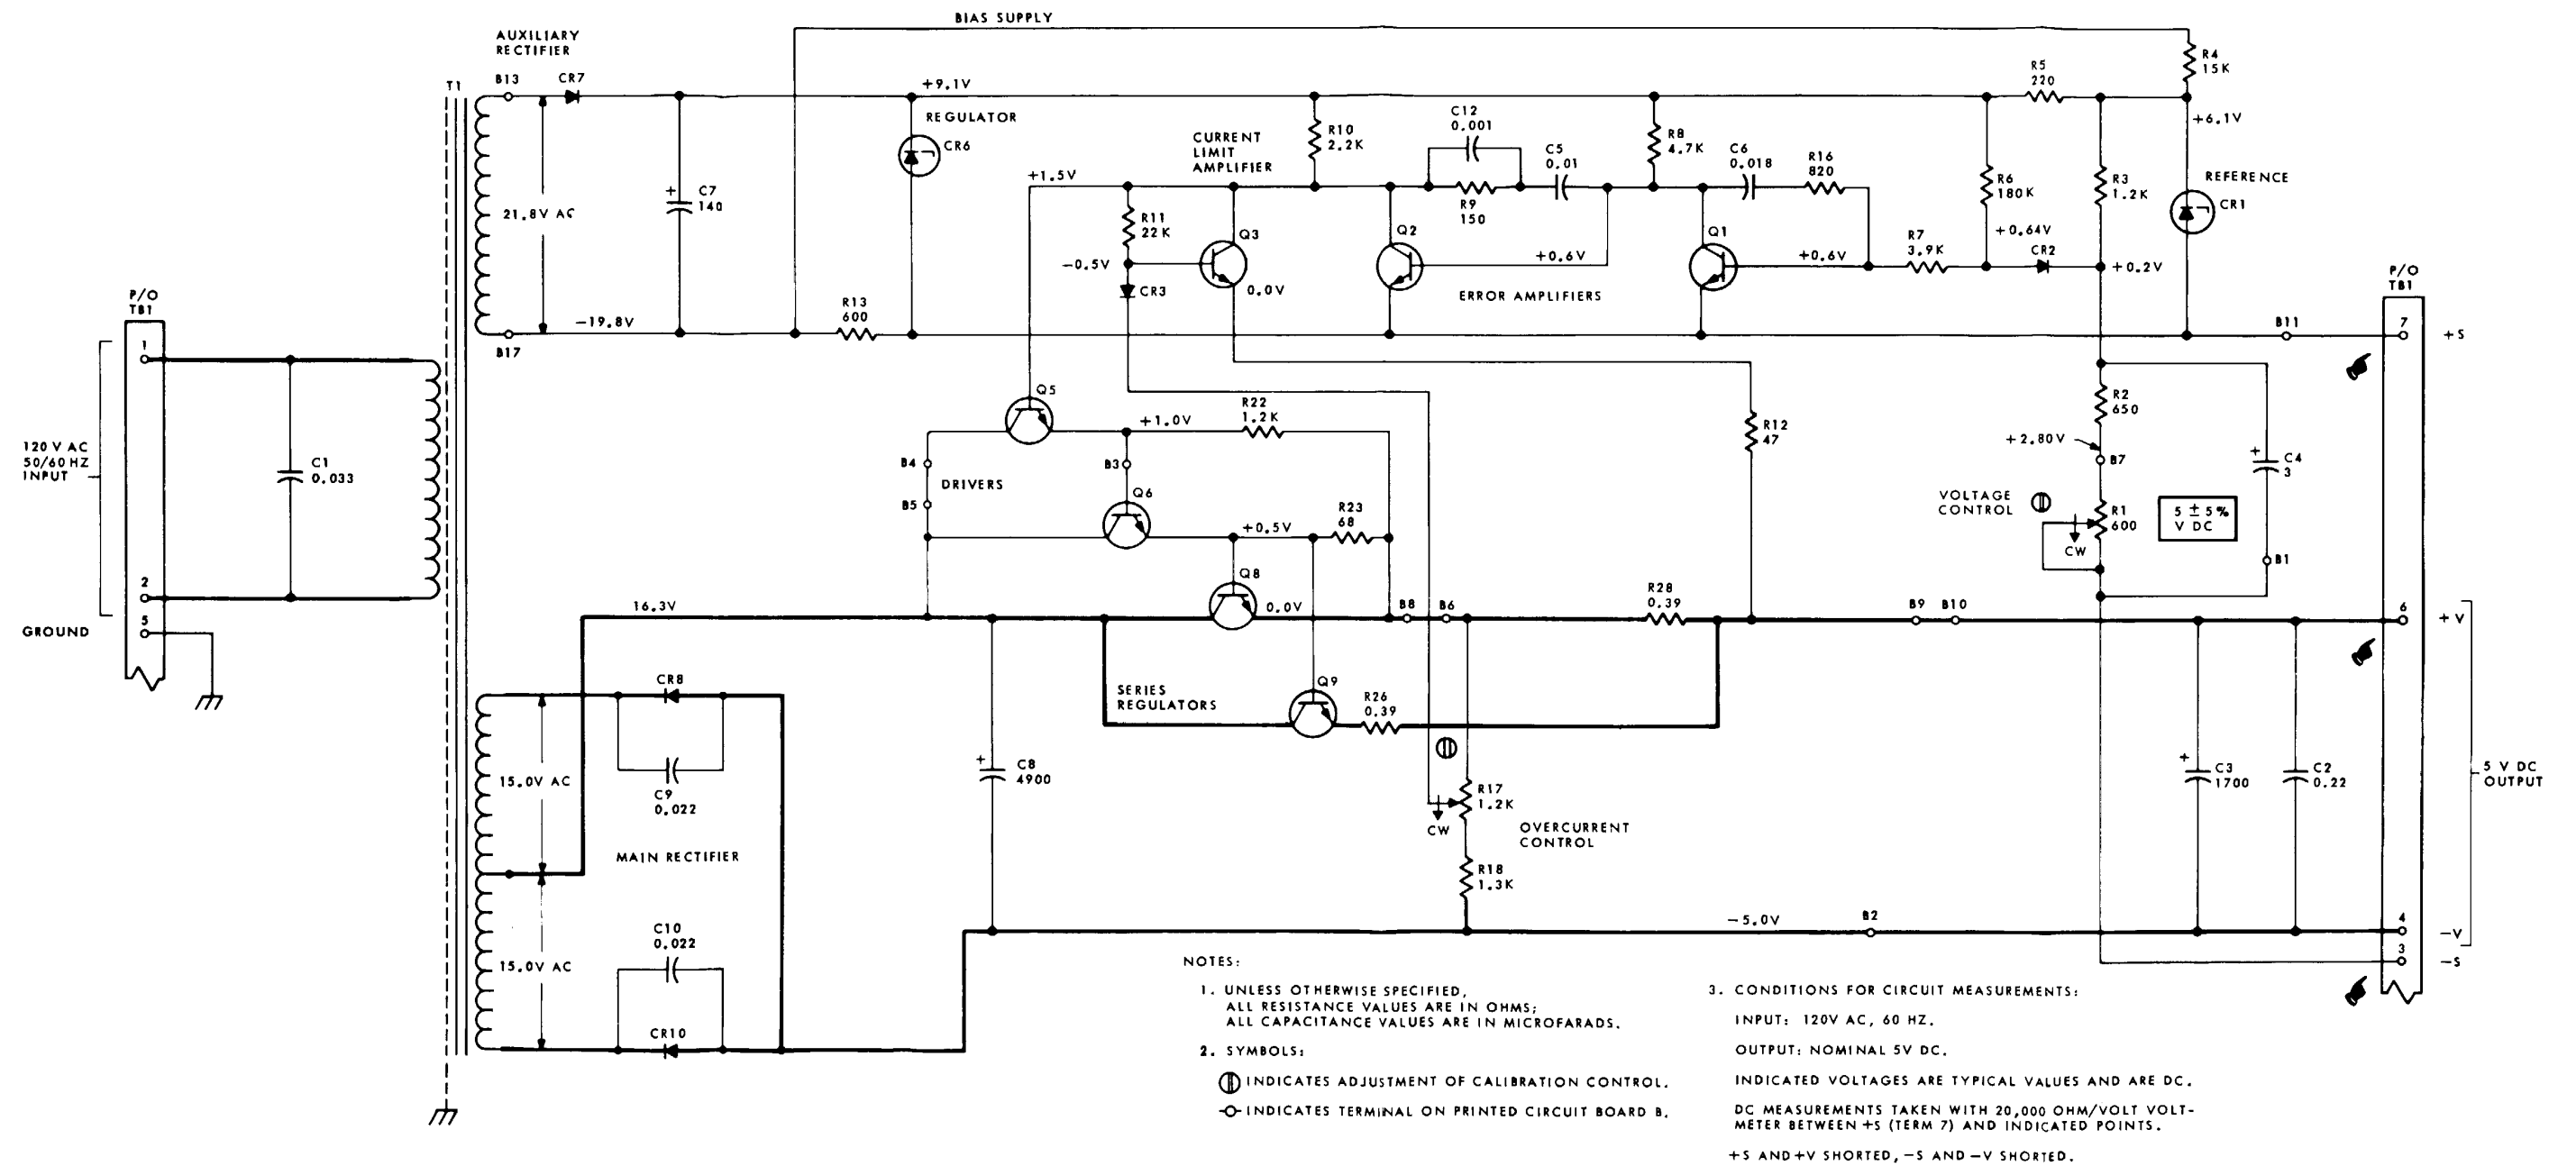 BIAS SUPPLY
AUXILIARY
RECTIFIER
R4
15K
T1
B13
CR7
+9.1V
R5
220
+6.1V
REGULATOR
CR6
CURRENT
LIMIT
AMPLIFIER
R10
2.2K
C12
0.001
C5
0.01
R8
4.7K
C6
0.018
R16
820
+1.5V
R9
150
R6
180K
R3
1.2K
REFERENCE
CR1
21.8V AC
+
C7
140
R11
22K
Q3
Q2
Q1
R7
3.9K
+0.64V
CR2
+0.2V
-0.5V
+0.6V
+0.6V
CR3
0.0V
ERROR AMPLIFIERS
P/O
TB1
P/O
TB1
-19.8V
R13
600
B17
B11
7
+S
1
Q5
+1.0V
R22
1.2K
R12
47
R2
650
+2.80V
B7
+
C4
3
120 V AC
50/60 HZ
INPUT
C1
0.033
B4
B3
DRIVERS
B5
Q6
+0.5V
R23
68
VOLTAGE
CONTROL
R1
600
CW
5 ± 5%
V DC
B1
2
Q8
16.3V
0.0V
B8
B6
R28
0.39
B9
B10
6
+V
GROUND
5
CR8
SERIES
REGULATORS
Q9
R26
0.39
15.0V AC
C9
0.022
+
C8
4900
R17
1.2K
CW
OVERCURRENT
CONTROL
+
C3
1700
C2
0.22
5 V DC
OUTPUT
MAIN RECTIFIER
R18
1.3K
C10
0.022
-5.0V
B2
4
-V
3
-S
15.0V AC
CR10
NOTES:
1. UNLESS OTHERWISE SPECIFIED,
ALL RESISTANCE VALUES ARE IN OHMS;
ALL CAPACITANCE VALUES ARE IN MICROFARADS.
2. SYMBOLS:
INDICATES ADJUSTMENT OF CALIBRATION CONTROL.
INDICATES TERMINAL ON PRINTED CIRCUIT BOARD B.
3. CONDITIONS FOR CIRCUIT MEASUREMENTS:
INPUT: 120V AC, 60 HZ.
OUTPUT: NOMINAL 5V DC.
INDICATED VOLTAGES ARE TYPICAL VALUES AND ARE DC.
DC MEASUREMENTS TAKEN WITH 20,000 OHM/VOLT VOLT-
METER BETWEEN +S (TERM 7) AND INDICATED POINTS.
+S AND +V SHORTED, -S AND -V SHORTED.